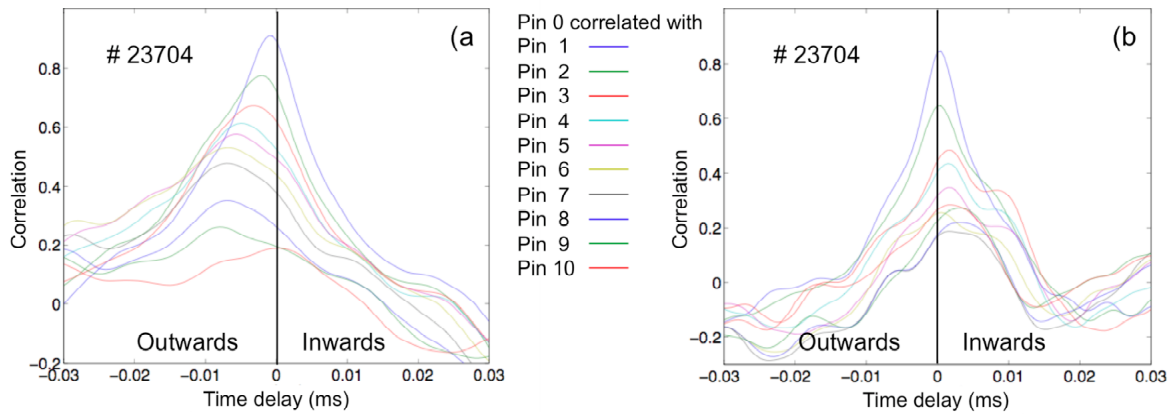 (a
# 23704
0.8
0.6
0.4
0.2
0
−0.2
Correlation
Outwards
Inwards
−0.03
−0.02
−0.01
0
0.01
0.02
0.03
Time delay (ms)
Pin 0 correlated with
Pin 1
Pin 2
Pin 3
Pin 4
Pin 5
Pin 6
Pin 7
Pin 8
Pin 9
Pin 10
(b)
# 23704
0.8
0.6
0.4
0.2
0
−0.2
Correlation
Outwards
Inwards
−0.03
−0.02
−0.01
0
0.01
0.02
0.03
Time delay (ms)